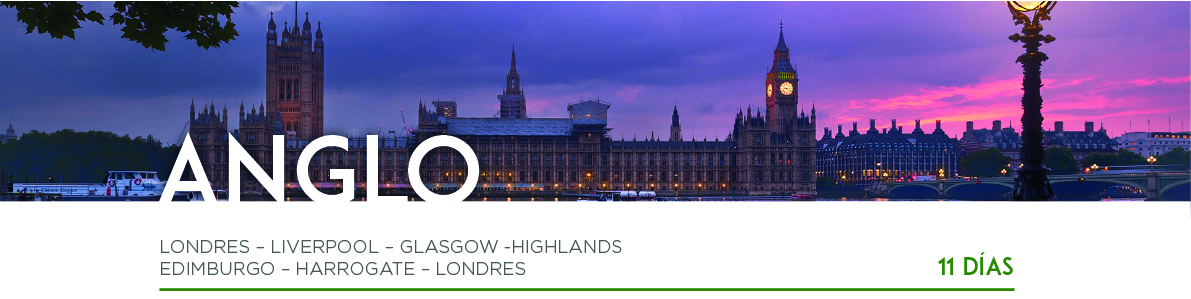 ANGLO
LONDRES – LIVERPOOL – GLASGOW -HIGHLANDS
EDIMBURGO – HARROGATE – LONDRES
11 DÍAS